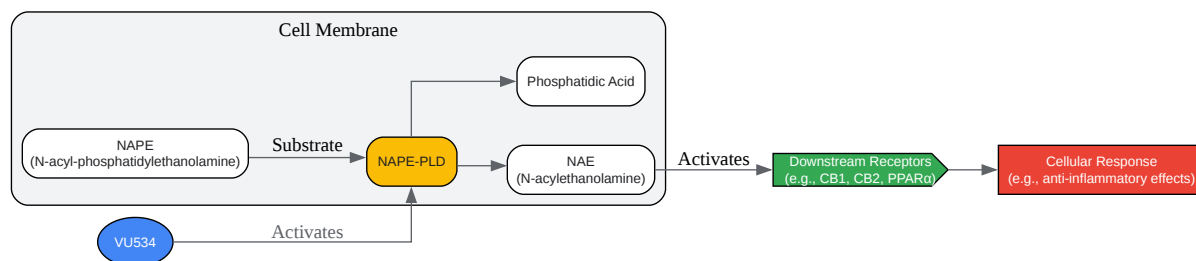 Cell Membrane
Phosphatidic Acid
NAPE
(N-acyl-phosphatidylethanolamine)
Substrate
NAPE-PLD
NAE
(N-acylethanolamine)
Activates
Downstream Receptors
(e.g., CB1, CB2, PPARα)
Cellular Response
(e.g., anti-inflammatory effects)
VU534
Activates